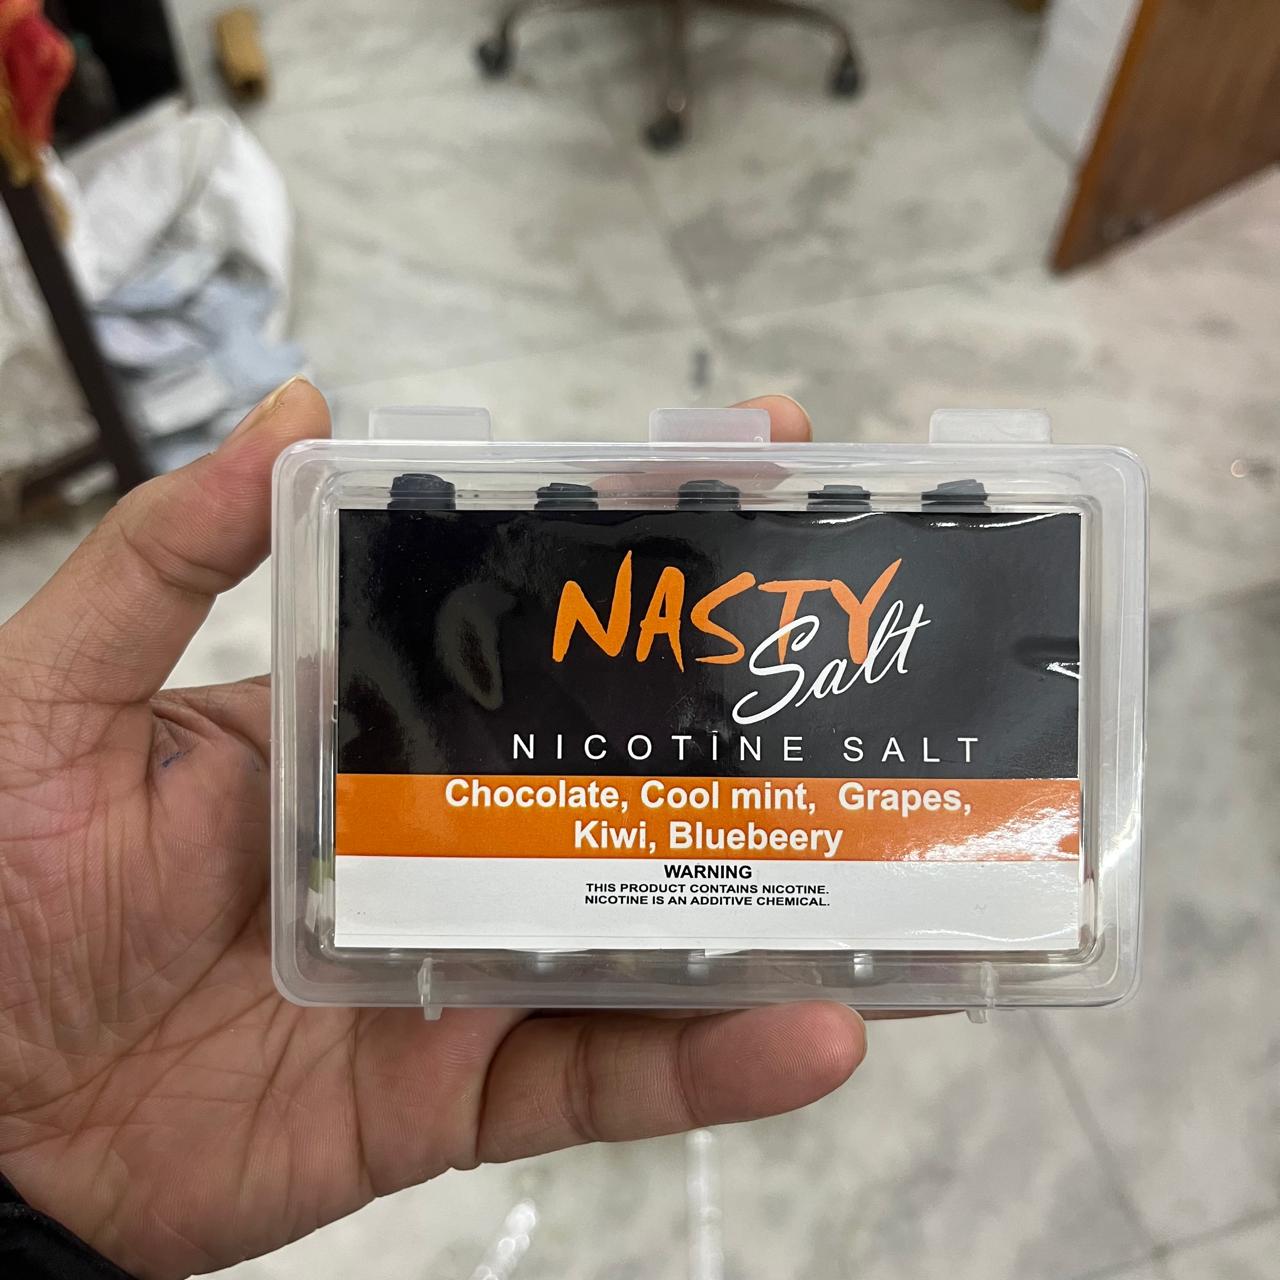 NASTY
Salt
NICOTINE SALT
Chocolate, Cool mint, Grapes,
Kiwi, Bluebeery
WARNING
THIS PRODUCT CONTAINS NICOTINE.
NICOTINE IS AN ADDITIVE CHEMICAL.